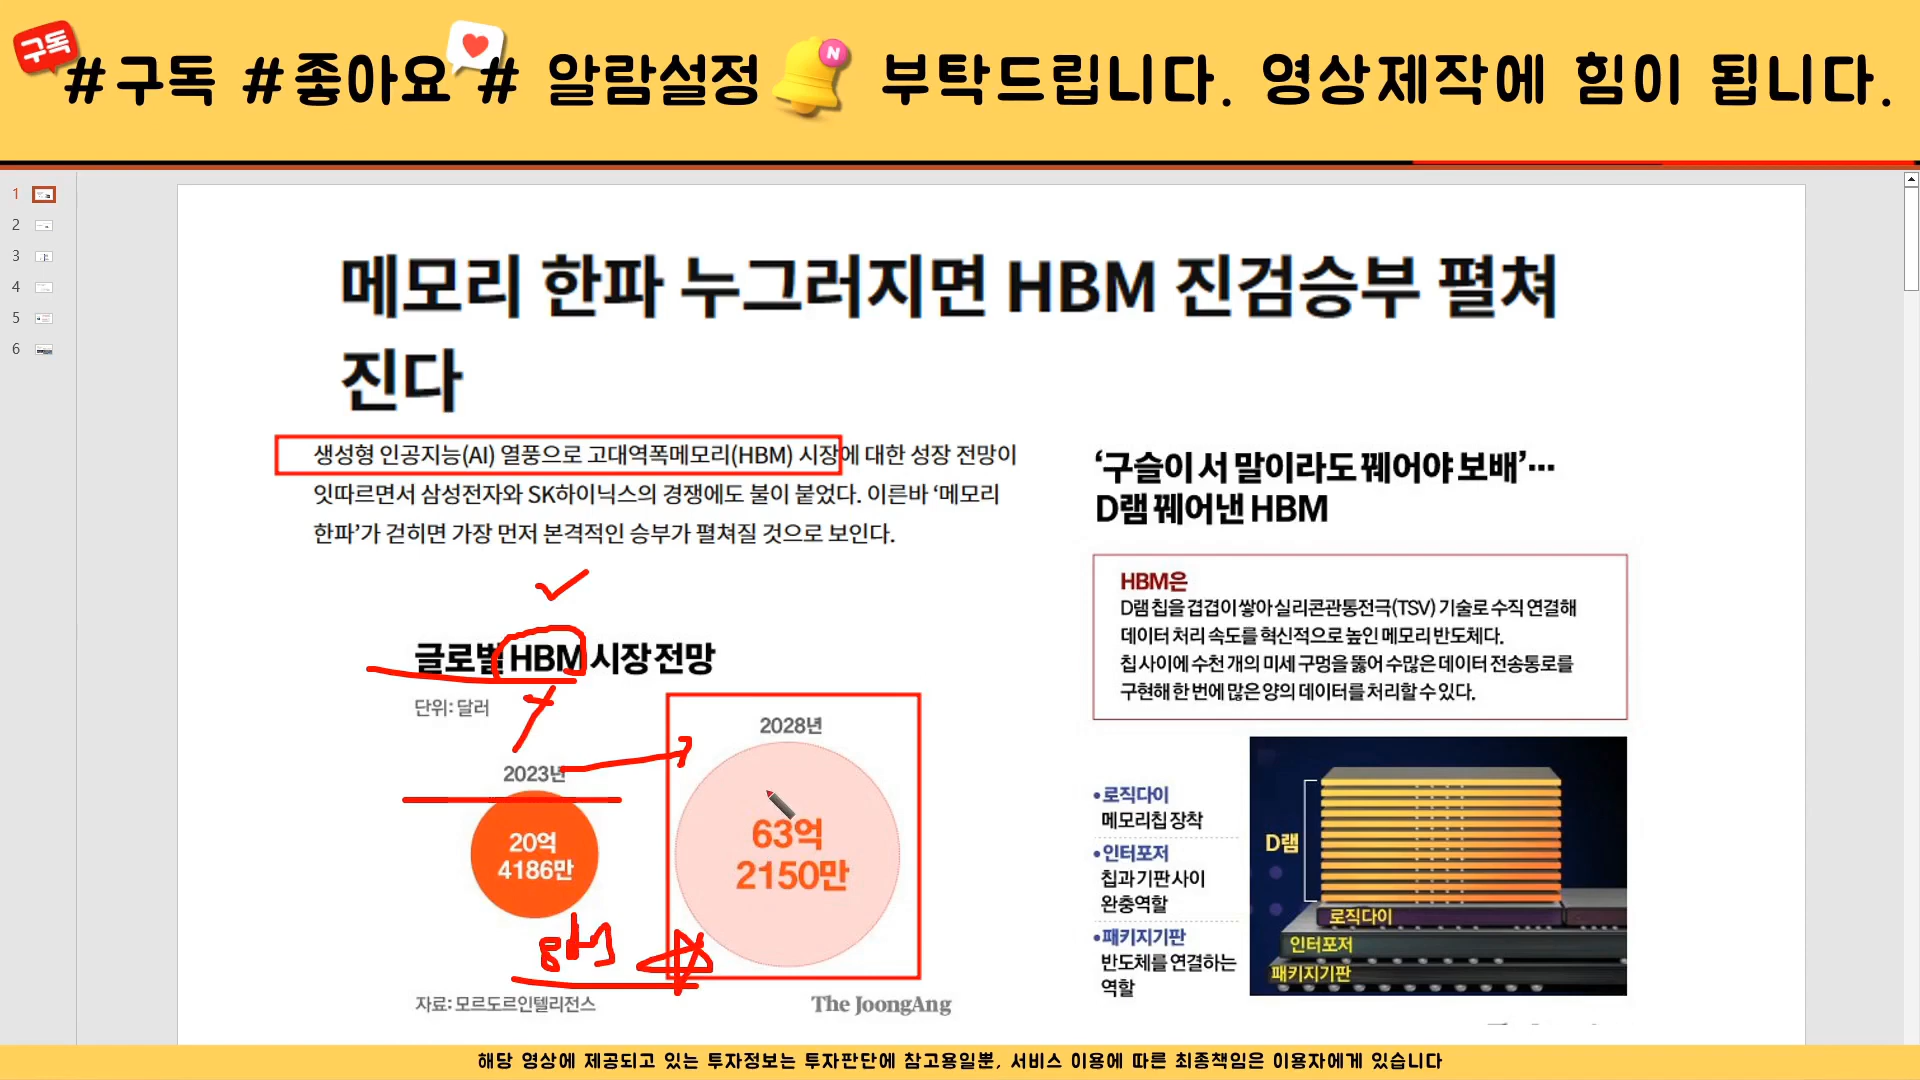 구독
#구독 #좋아요 # 알람설정 N 부탁드립니다. 영상제작에 힘이 됩니다.
1
2
3
4
5
6
메모리 한파 누그러지면 HBM 진검승부 펼쳐
진다
생성형 인공지능(AI) 열풍으로 고대역폭메모리(HBM) 시장에 대한 성장 전망이
잇따르면서 삼성전자와 SK하이닉스의 경쟁에도 불이 붙었다. 이른바 ‘메모리
한파’가 걷히면 가장 먼저 본격적인 승부가 펼쳐질 것으로 보인다.
글로벌 HBM 시장 전망
단위: 달러
2023년
20억
4186만
2028년
63억
2150만
자료: 모르도르인텔리전스
The JoongAng
‘구슬이 서 말이라도 꿰어야 보배’…
D램 꿰어낸 HBM
HBM은
D램 칩을 겹겹이 쌓아 실리콘관통전극(TSV) 기술로 수직 연결해
데이터 처리 속도를 혁신적으로 높인 메모리 반도체다.
칩 사이에 수천 개의 미세 구멍을 뚫어 수많은 데이터 전송통로를
구현해 한 번에 많은 양의 데이터를 처리할 수 있다.
•로직다이
메모리칩 장착
•인터포저
칩과 기판 사이
완충역할
•패키지기판
반도체를 연결하는
역할
D램
로직다이
인터포저
패키지기판
해당 영상에 제공되고 있는 투자정보는 투자판단에 참고용일뿐, 서비스 이용에 따른 최종책임은 이용자에게 있습니다